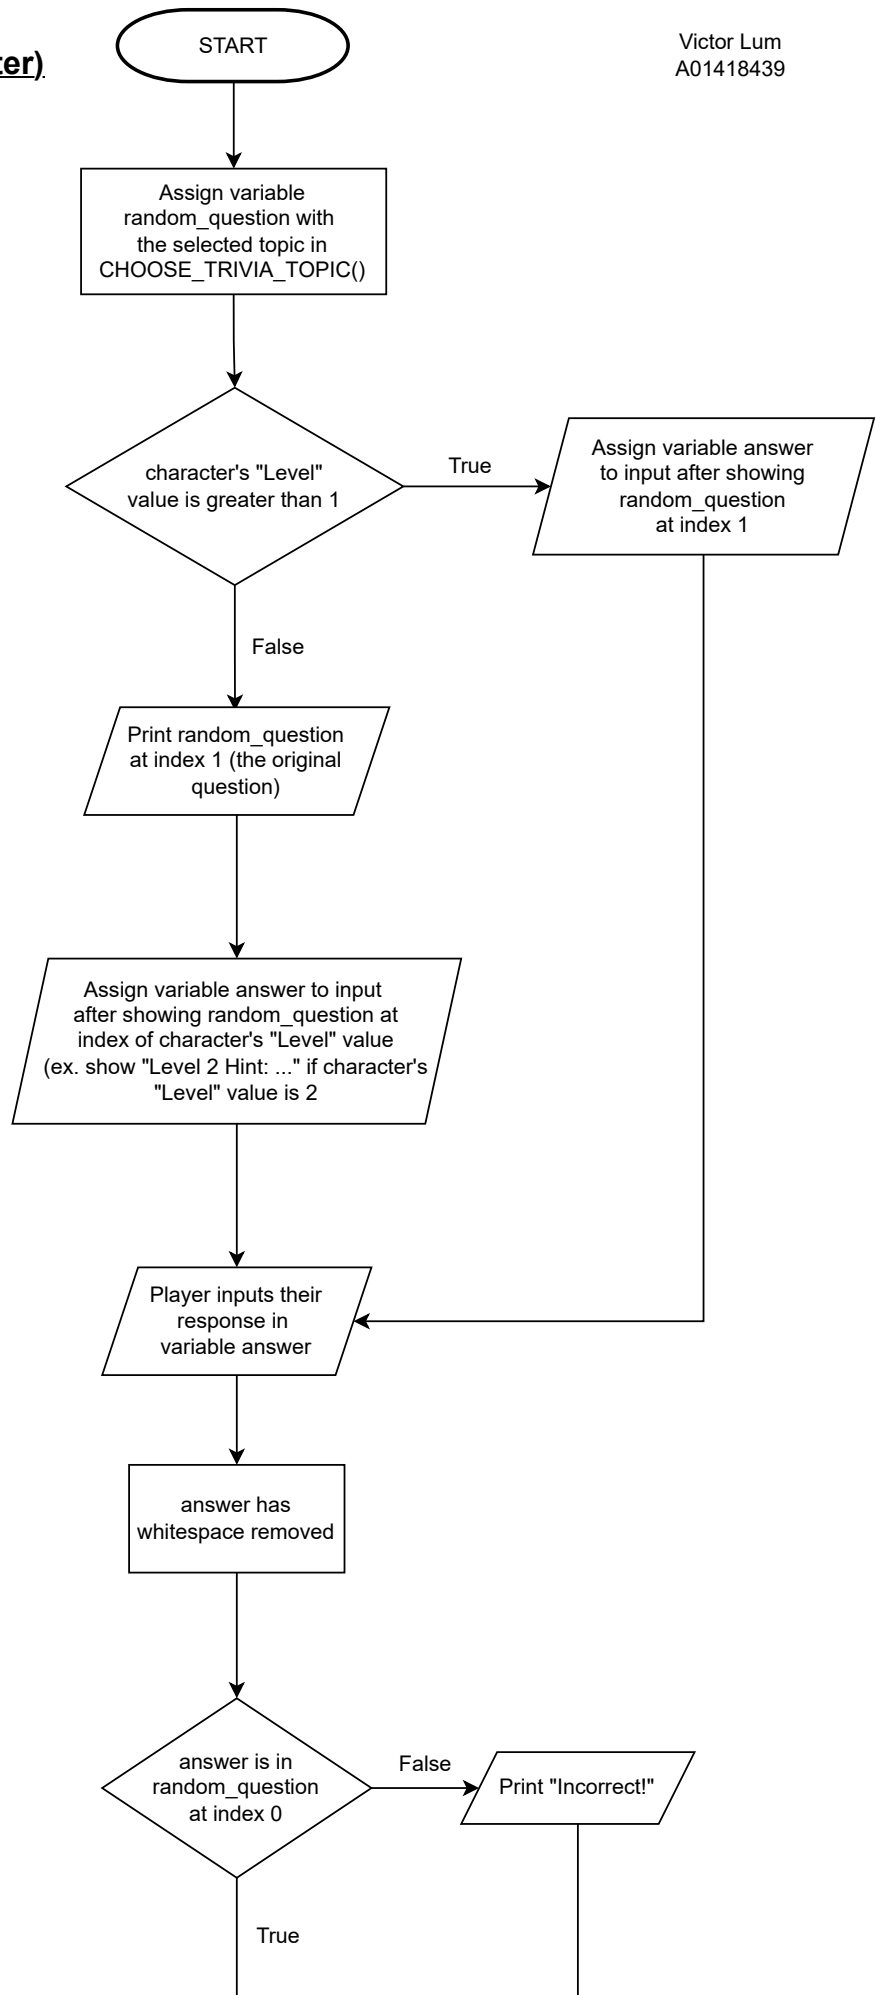 ter)
START
Victor Lum
A01418439
Assign variable
random_question with
the selected topic in
CHOOSE_TRIVIA_TOPIC()
character's "Level"
value is greater than 1
True
Assign variable answer
to input after showing
random_question
at index 1
False
Print random_question
at index 1 (the original
question)
Assign variable answer to input
after showing random_question at
index of character's "Level" value
(ex. show "Level 2 Hint: ..." if character's
"Level" value is 2
Player inputs their
response in
variable answer
answer has
whitespace removed
answer is in
random_question
at index 0
False
Print "Incorrect!"
True